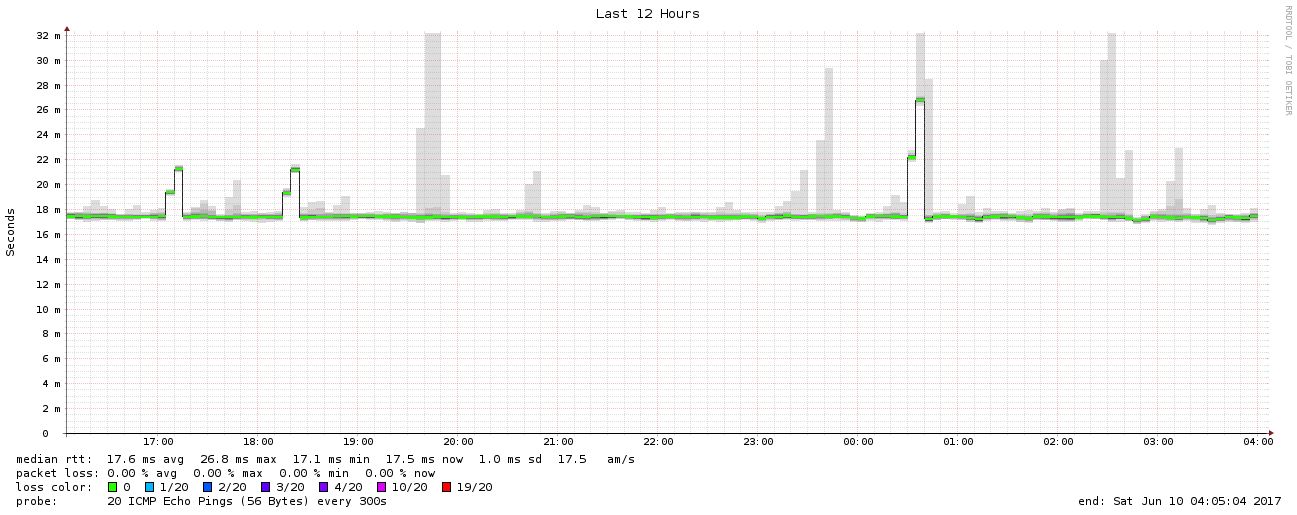 Last 12 Hours
RRDTOOL / TOBI OETIKER
Seconds
32 m
30 m
28 m
26 m
24 m
22 m
20 m
18 m
16 m
14 m
12 m
10 m
8 m
6 m
4 m
2 m
0
17:00 18:00 19:00 20:00 21:00 22:00 23:00 00:00 01:00 02:00 03:00 04:00
median rtt: 17.6 ms avg 26.8 ms max 17.1 ms min 17.5 ms now 1.0 ms sd 17.5 am/s
packet loss: 0.00 % avg 0.00 % max 0.00 % min 0.00 % now
loss color: 0 1/20 2/20 3/20 4/20 10/20 19/20
probe: 20 ICMP Echo Pings (56 Bytes) every 300s end: Sat Jun 10 04:05:04 2017